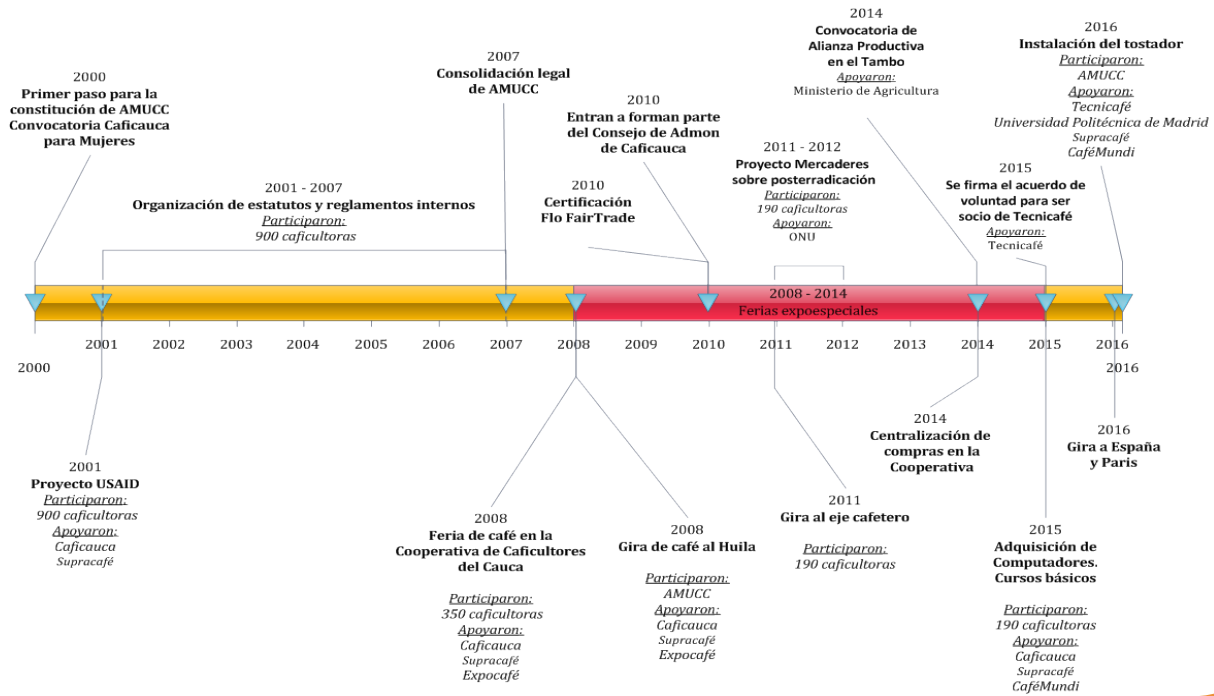 2000
Primer paso para la
constitución de AMUCC
Convocatoria Caficauca
para Mujeres
2001 - 2007
Organización de estatutos y reglamentos internos
Participaron:
900 caficultoras
2007
Consolidación legal
de AMUCC
2010
Entran a forman parte
del Consejo de Admon
de Caficauca
2010
Certificación
Flo FairTrade
2011 - 2012
Proyecto Mercaderes
sobre posterradicación
Participaron:
190 caficultoras
Apoyaron:
ONU
2014
Convocatoria de
Alianza Productiva
en el Tambo
Apoyaron:
Ministerio de Agricultura
2015
Se firma el acuerdo de
voluntad para ser
socio de Tecnicafé
Apoyaron:
Tecnicafé
2016
Instalación del tostador
Participaron:
AMUCC
Apoyaron:
Tecnicafé
Universidad Politécnica de Madrid
Supracafé
CaféMundi
2008 - 2014
Ferias expoespeciales
2001 2002 2003 2004 2005 2006 2007 2008 2009 2010 2011 2012 2013 2014 2015 2016
2000 2016
2001
Proyecto USAID
Participaron:
900 caficultoras
Apoyaron:
Caficauca
Supracafé
2008
Feria de café en la
Cooperativa de Caficultores
del Cauca
Participaron:
350 caficultoras
Apoyaron:
Caficauca
Supracafé
Expocafé
2008
Gira de café al Huila
Participaron:
AMUCC
Apoyaron:
Caficauca
Supracafé
Expocafé
2011
Gira al eje cafetero
Participaron:
190 caficultoras
2014
Centralización de
compras en la
Cooperativa
2015
Adquisición de
Computadores.
Cursos básicos
Participaron:
190 caficultoras
Apoyaron:
Caficauca
Supracafé
CaféMundi
2016
Gira a España
y Paris